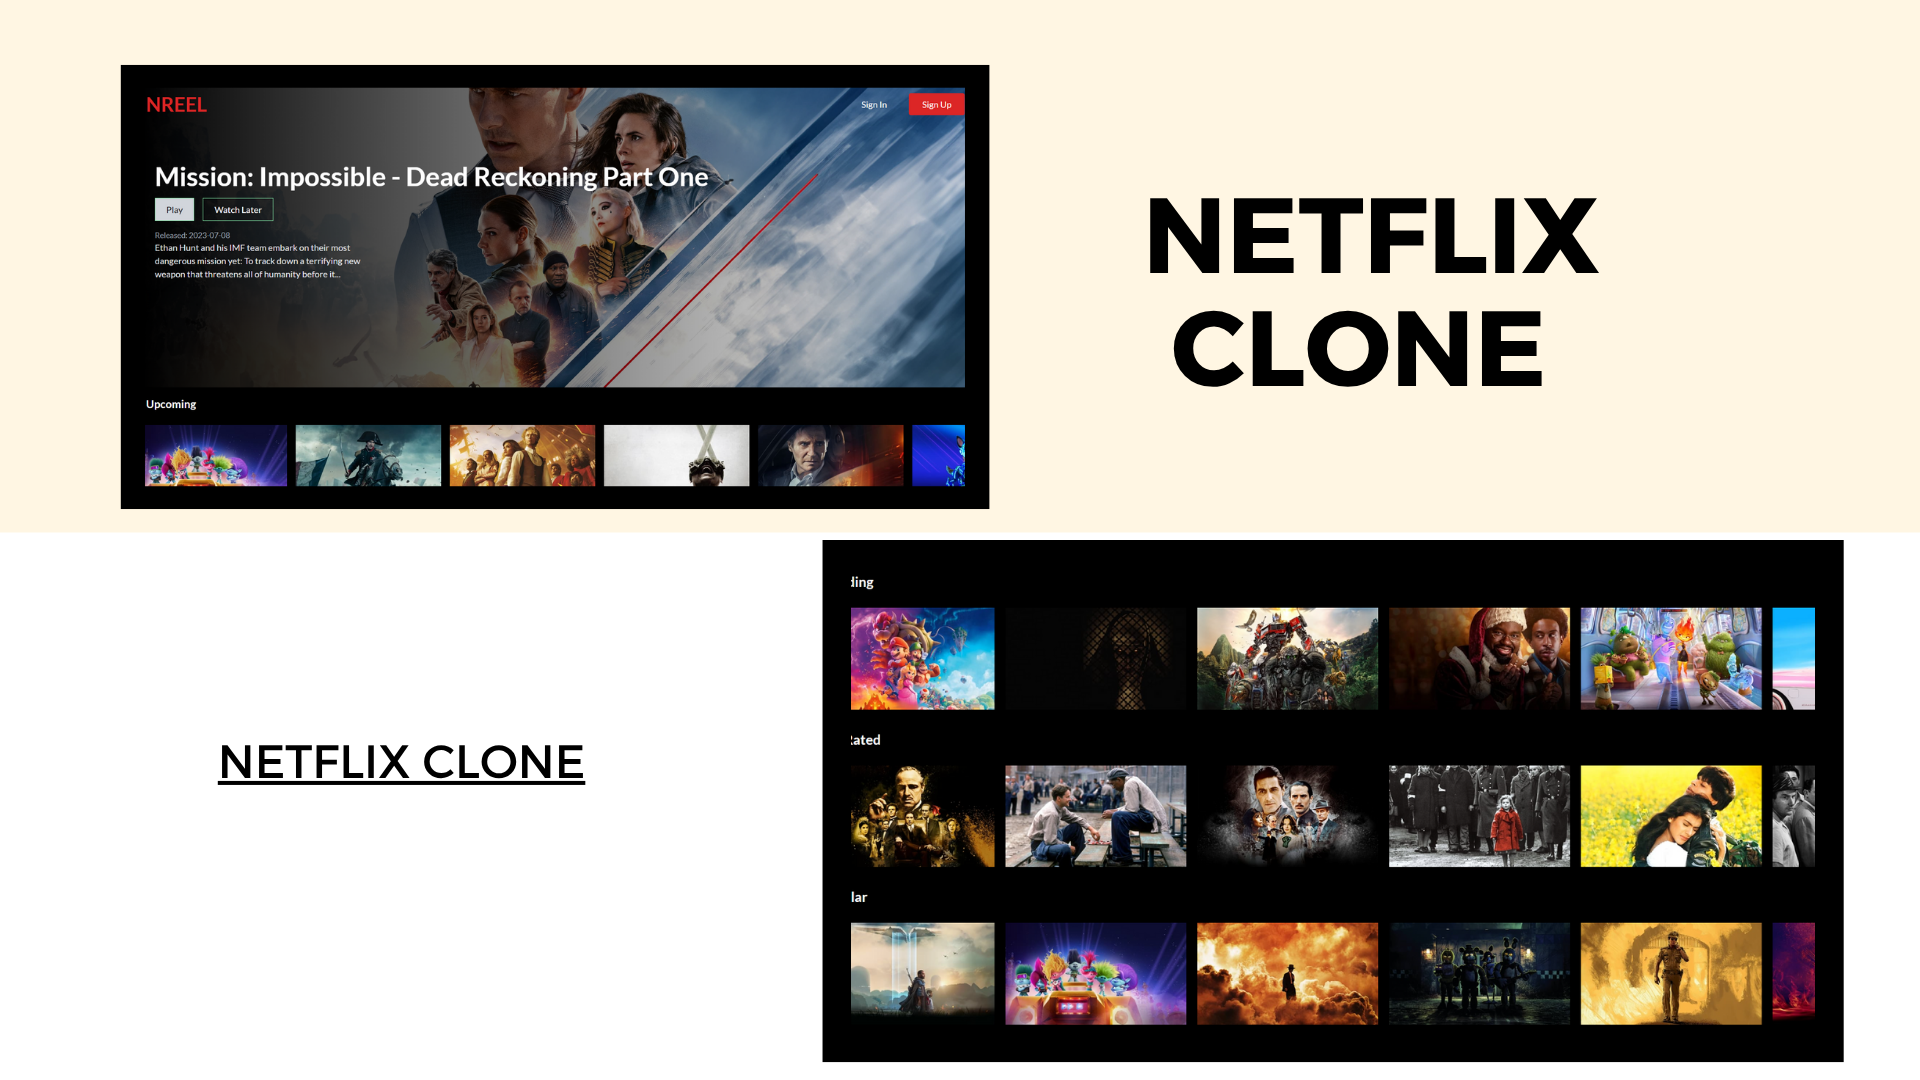 NREEL
Sign In
Sign Up
Mission: Impossible - Dead Reckoning Part One
Play
Watch Later
Released: 2023-07-08
Ethan Hunt and his IMF team embark on their most
dangerous mission yet: To track down a terrifying new
weapon that threatens all of humanity before it...
Upcoming
NETFLIX
CLONE
NETFLIX CLONE
ding
Rated
lar